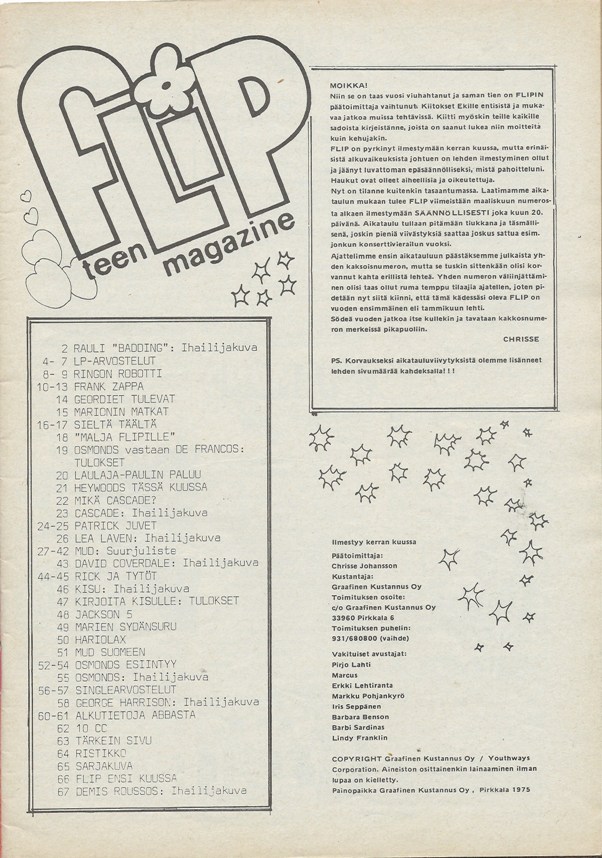 FLiP
teen magazine
2 RAULI "BADDING": Ihailijakuva
4- 7 LP-ARVOSTELUT
8- 9 RINGON ROBOTTI
10-13 FRANK ZAPPA
14 GEORDIET TULEVAT
15 MARIONIN MATKAT
16-17 SIELTÄ TÄÄLTÄ
18 "MALJA FLIPILLE"
19 OSMONDS vastaan DE FRANCOS:
TULOKSET
20 LAULAJA-PAULIN PALUU
21 HEYWOODS TÄSSÄ KUUSSA
22 MIKÄ CASCADE?
23 CASCADE: Ihailijakuva
24-25 PATRICK JUVET
26 LEA LAVEN: Ihailijakuva
27-42 MUD: Suurjuliste
43 DAVID COVERDALE: Ihailijakuva
44-45 RICK JA TYTÖT
46 KISU: Ihailijakuva
47 KIRJOITA KISULLE: TULOKSET
48 JACKSON 5
49 MARIEN SYDÄNSURU
50 HARIOLAX
51 MUD SUOMEEN
52-54 OSMONDS ESIINTYY
55 OSMONDS: Ihailijakuva
56-57 SINGLEARVOSTELUT
58 GEORGE HARRISON: Ihailijakuva
60-61 ALKUTIETOJA ABBASTA
62 10 CC
63 TÄRKEIN SIVU
64 RISTIKKO
65 SARJAKUVA
66 FLIP ENSI KUUSSA
67 DEMIS ROUSSOS: Ihailijakuva
MOIKKA!
Niin se on taas vuosi viuhahtanut ja saman tien on FLIPIN
päätoimittaja vaihtunut. Kiitokset Ekille entisistä ja muka-
vaa jatkoa muissa tehtävissä. Kiitti myöskin teille kaikille
sadoista kirjeistänne, joista on saanut lukea niin moitteita
kuin kehujakin.
FLIP on pyrkinyt ilmestymään kerran kuussa, mutta erinäi-
sistä alkuvaikeuksista johtuen on lehden ilmestyminen ollut
ja jäänyt luvattoman epäsäännölliseksi, mistä pahoitteluni.
Haukut ovat olleet aiheellisia ja oikeutettuja.
Nyt on tilanne kuitenkin tasaantumassa. Laatimamme aika-
taulun mukaan tulee FLIP viimeistään maaliskuun numeros-
ta alkaen ilmestymään SAANNOLLISESTI joka kuun 20.
päivänä. Aikataulu tullaan pitämään tiukkana ja täsmälli-
senä, joskin pieniä viivästyksiä saattaa joskus sattua esim.
jonkun konserttivierailun vuoksi.
Ajattelimme ensin aikatauluun päästäksemme julkaista yh-
den kaksoisnumeron, mutta se tuskin sittenkään olisi kor-
vannut kahta erillistä lehteä. Yhden numeron väliinjättämi-
nen olisi taas ollut ruma temppu tilaajia ajatellen, joten pi-
detään nyt siitä kiinni, että tämä kädessäsi oleva FLIP on
vuoden ensimmäinen eli tammikuun lehti.
Södeä vuoden jatkoa itse kullekin ja tavataan kakkosnume-
ron merkeissä pikapuoliin.
CHRISSE
PS. Korvaukseksi aikatauluviivytyksistä olemme lisänneet
lehden sivumäärää kahdeksalla! ! !
Ilmestyy kerran kuussa
Päätoimittaja:
Chrisse Johansson
Kustantaja:
Graafinen Kustannus Oy
Toimituksen osoite:
c/o Graafinen Kustannus Oy
33960 Pirkkala 6
Toimituksen puhelin:
931/680800 (vaihde)
Vakituiset avustajat:
Pirjo Lahti
Marcus
Erkki Lehtiranta
Markku Pohjankyrö
Iris Seppänen
Barbara Benson
Barbi Sardinas
Lindy Franklin
COPYRIGHT Graafinen Kustannus Oy / Youthways
Corporation. Aineiston osittainenkin lainaaminen ilman
lupaa on kielletty.
Painopaikka Graafinen Kustannus Oy , Pirkkala 1975